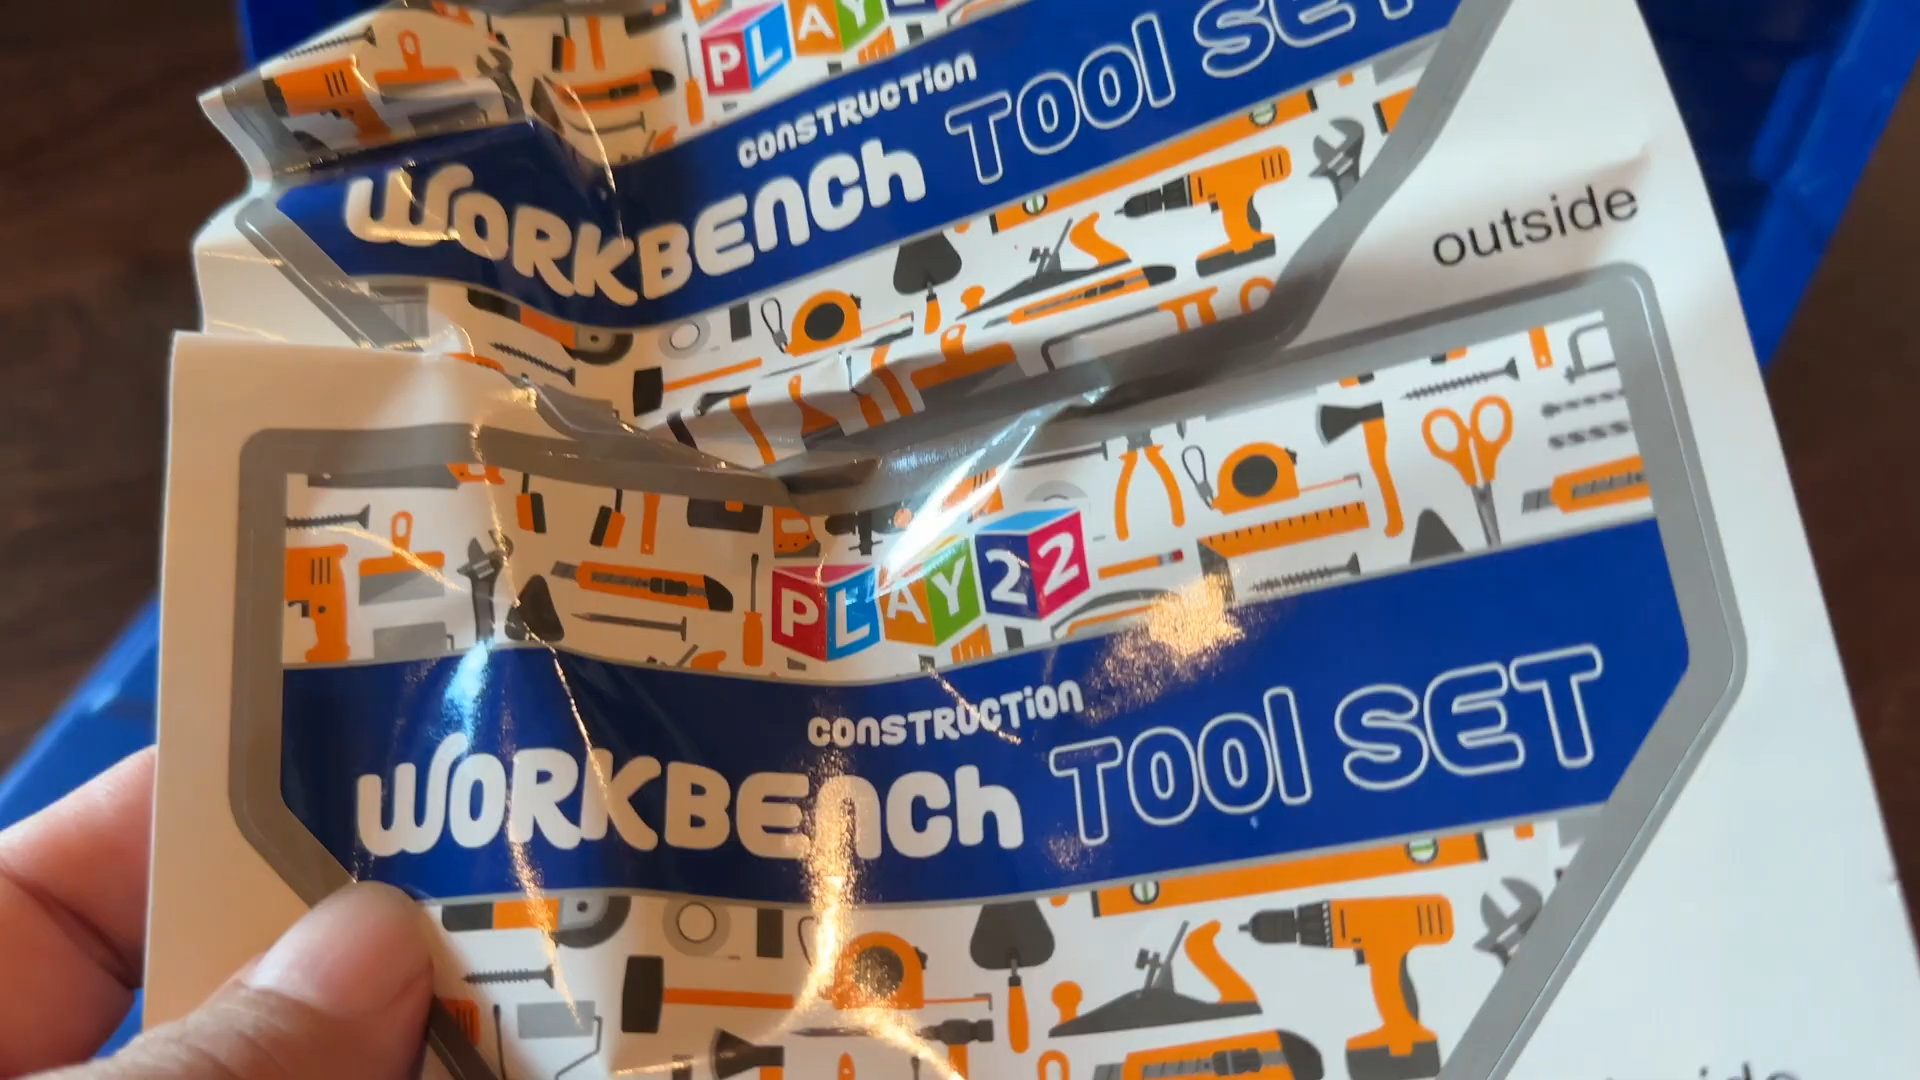 PLAY
CONSTRUCTION
WORKBENCH TOOL SET
outside
PLAY22
CONSTRUCTION
WORKBENCH TOOL SET